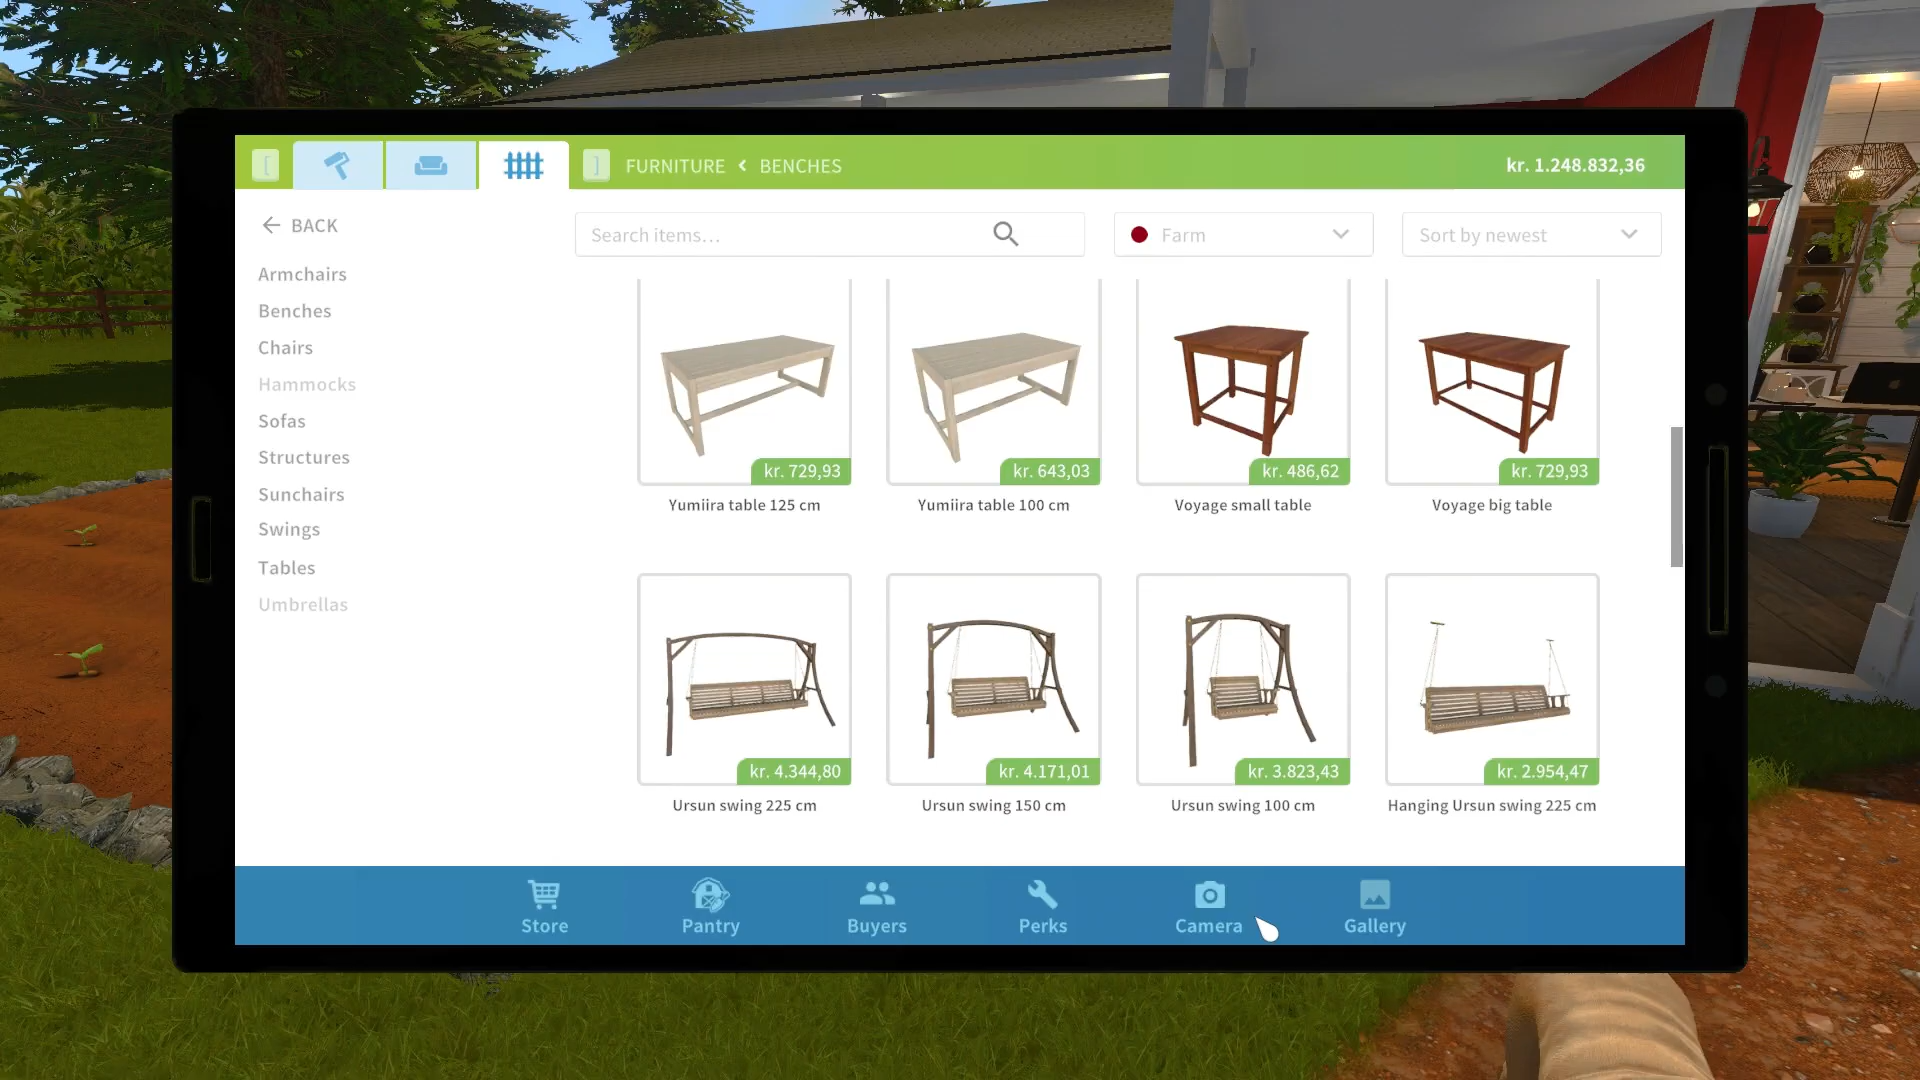 [
]
FURNITURE < BENCHES
kr. 1.248.832,36
BACK
Search items...
Farm
Sort by newest
Armchairs
Benches
Chairs
Hammocks
Sofas
Structures
Sunchairs
Swings
Tables
Umbrellas
kr. 729,93
kr. 643,03
kr. 486,62
kr. 729,93
Yumiira table 125 cm
Yumiira table 100 cm
Voyage small table
Voyage big table
kr. 4.344,80
kr. 4.171,01
kr. 3.823,43
kr. 2.954,47
Ursun swing 225 cm
Ursun swing 150 cm
Ursun swing 100 cm
Hanging Ursun swing 225 cm
Store
Pantry
Buyers
Perks
Camera
Gallery